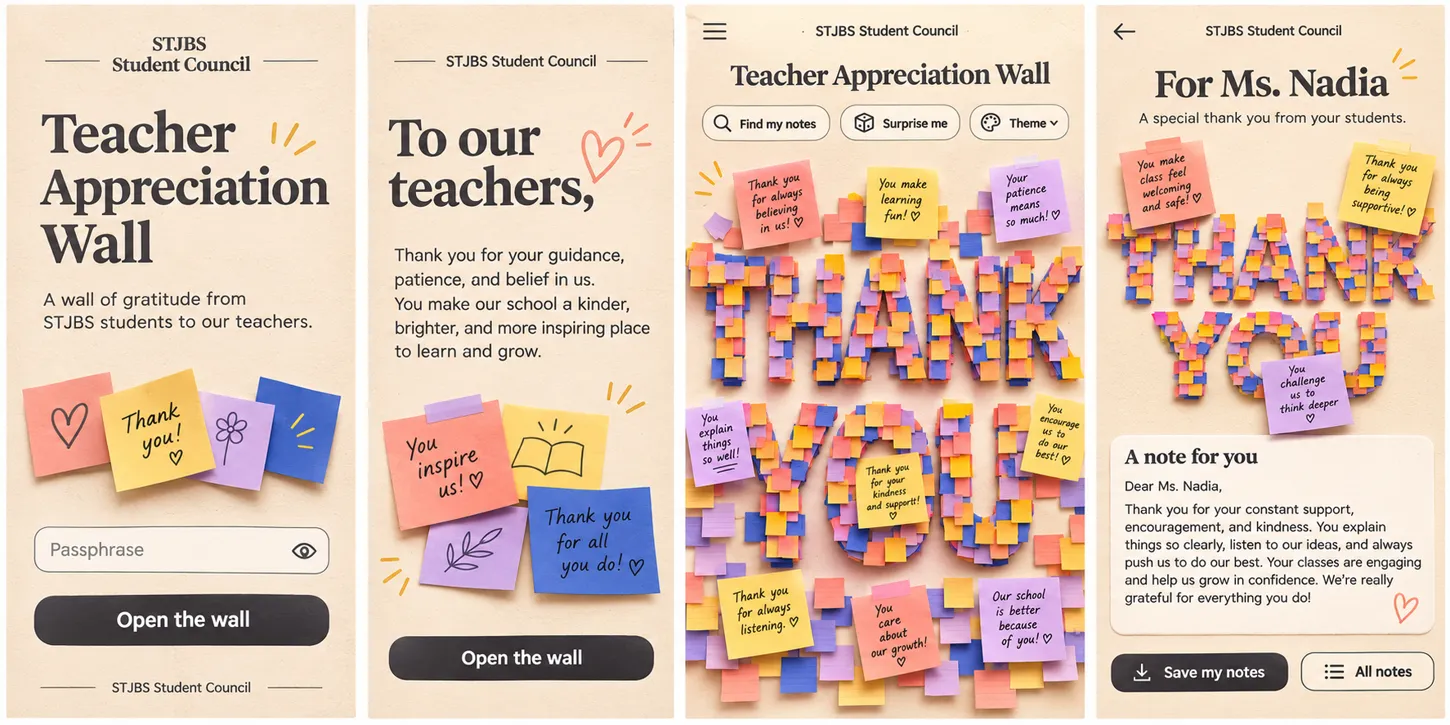 STJBS
Student Council
Teacher
Appreciation
Wall
A wall of gratitude from
STJBS students to our teachers.
Thank
you!
Passphrase
Open the wall
STJBS Student Council
STJBS Student Council
To our
teachers,
Thank you for your guidance,
patience, and belief in us.
You make our school a kinder,
brighter, and more inspiring place
to learn and grow.
You
inspire
us!
Thank you
for all
you do!
Open the wall
STJBS Student Council
Teacher Appreciation Wall
Find my notes
Surprise me
Theme
Thank you
for always
believing
in us!
You make
learning
fun!
Your
patience
means
so much!
THANK
YOU
You
explain
things
so well!
Thank you
for your
kindness
and support!
You
encourage
us to
do our
best!
Thank you
for always
listening.
You
care
about
our growth!
Our school
is better
because
of you!
STJBS Student Council
For Ms. Nadia
A special thank you from your students.
You make
class feel
welcoming
and safe!
Thank you
for always
being
supportive!
THANK
YOU
You
challenge
us to
think deeper
A note for you
Dear Ms. Nadia,
Thank you for your constant support,
encouragement, and kindness. You explain
things so clearly, listen to our ideas, and always
push us to do our best. Your classes are engaging
and help us grow in confidence. We're really
grateful for everything you do!
Save my notes
All notes